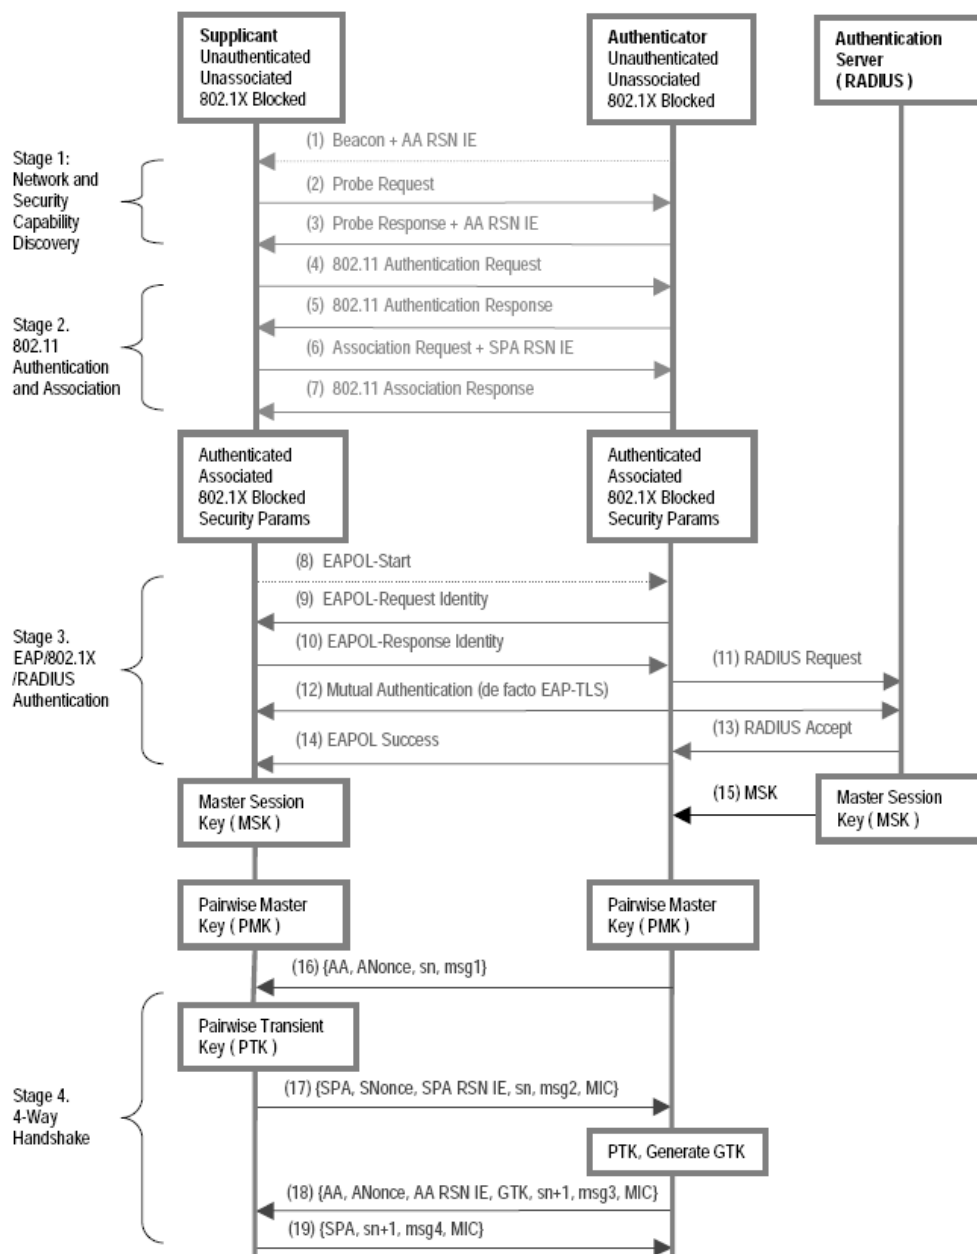 Supplicant
Unauthenticated
Unassociated
802.1X Blocked
Authenticator
Unauthenticated
Unassociated
802.1X Blocked
Authentication
Server
( RADIUS )
Stage 1:
Network and
Security
Capability
Discovery
(1) Beacon + AA RSN IE
(2) Probe Request
(3) Probe Response + AA RSN IE
(4) 802.11 Authentication Request
Stage 2.
802.11
Authentication
and Association
(5) 802.11 Authentication Response
(6) Association Request + SPA RSN IE
(7) 802.11 Association Response
Authenticated
Associated
802.1X Blocked
Security Params
Authenticated
Associated
802.1X Blocked
Security Params
Stage 3.
EAP/802.1X
/RADIUS
Authentication
(8) EAPOL-Start
(9) EAPOL-Request Identity
(10) EAPOL-Response Identity
(11) RADIUS Request
(12) Mutual Authentication (de facto EAP-TLS)
(13) RADIUS Accept
(14) EAPOL Success
Master Session
Key ( MSK )
(15) MSK
Master Session
Key ( MSK )
Pairwise Master
Key ( PMK )
Pairwise Master
Key ( PMK )
(16) {AA, ANonce, sn, msg1}
Pairwise Transient
Key ( PTK )
Stage 4.
4-Way
Handshake
(17) {SPA, SNonce, SPA RSN IE, sn, msg2, MIC}
PTK, Generate GTK
(18) {AA, ANonce, AA RSN IE, GTK, sn+1, msg3, MIC}
(19) {SPA, sn+1, msg4, MIC}